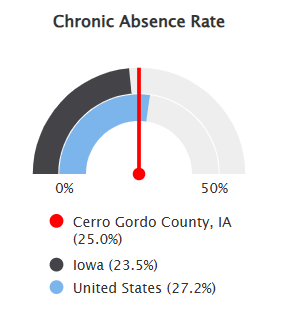 Chronic Absence Rate
0%
50%
Cerro Gordo County, IA
(25.0%)
Iowa (23.5%)
United States (27.2%)